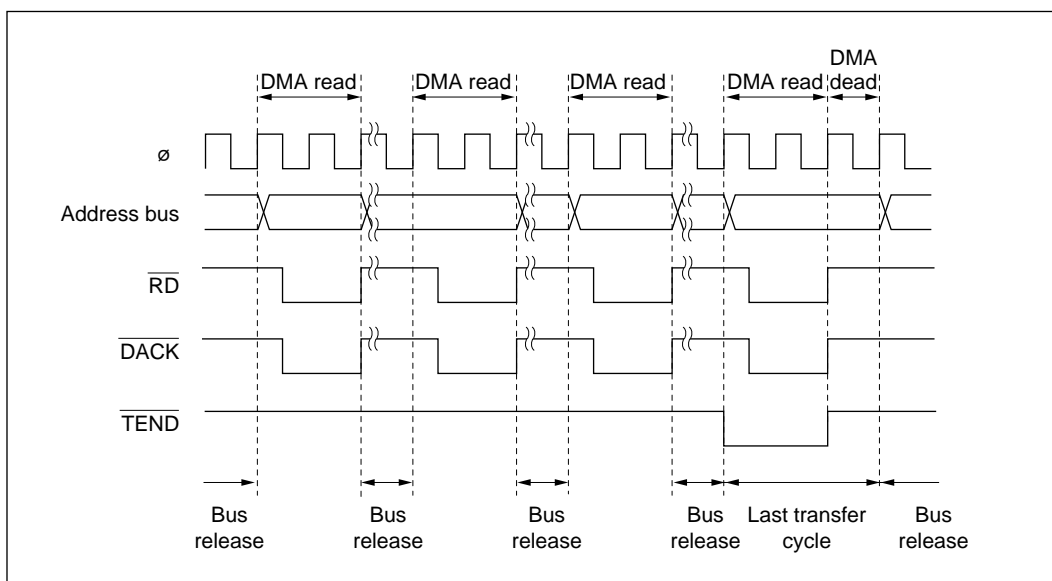 DMA read
DMA read
DMA read
DMA read
DMA
dead
ø
Address bus
RD
DACK
TEND
Bus
release
Bus
release
Bus
release
Bus
release
Last transfer
cycle
Bus
release